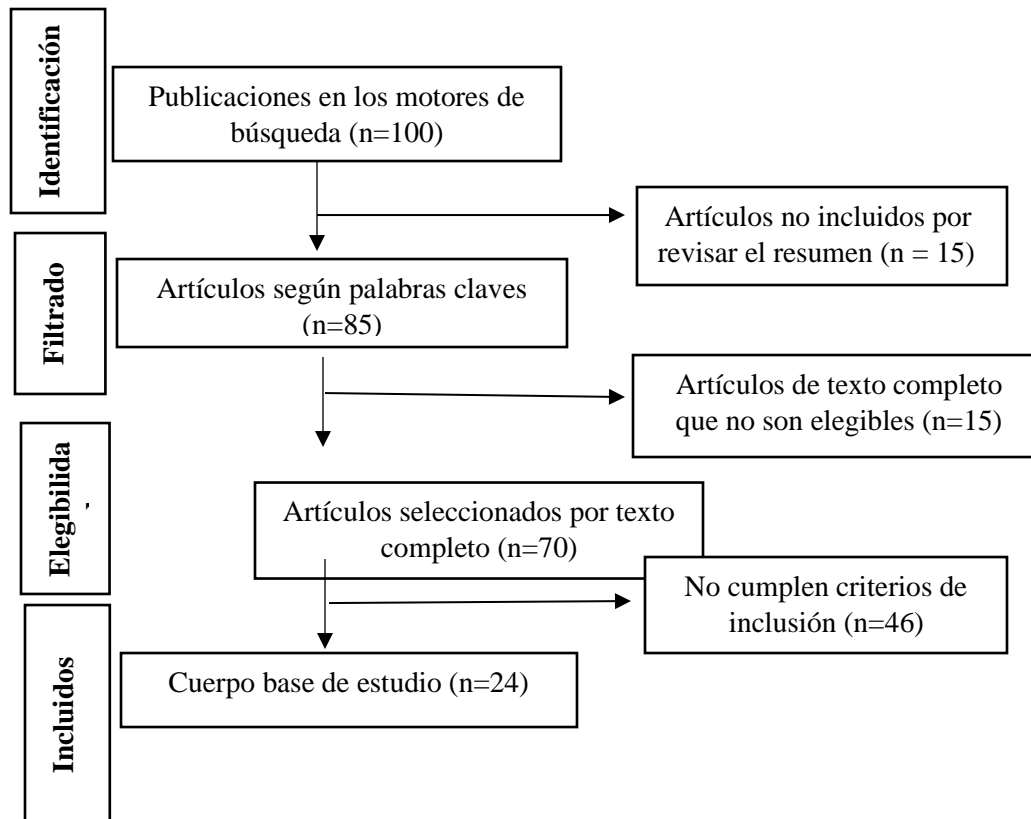 Identificación
Publicaciones en los motores de
búsqueda (n=100)
Artículos no incluidos por
revisar el resumen (n = 15)
Filtrado
Artículos según palabras claves
(n=85)
Artículos de texto completo
que no son elegibles (n=15)
Elegibilida
Artículos seleccionados por texto
completo (n=70)
No cumplen criterios de
inclusión (n=46)
Incluidos
Cuerpo base de estudio (n=24)